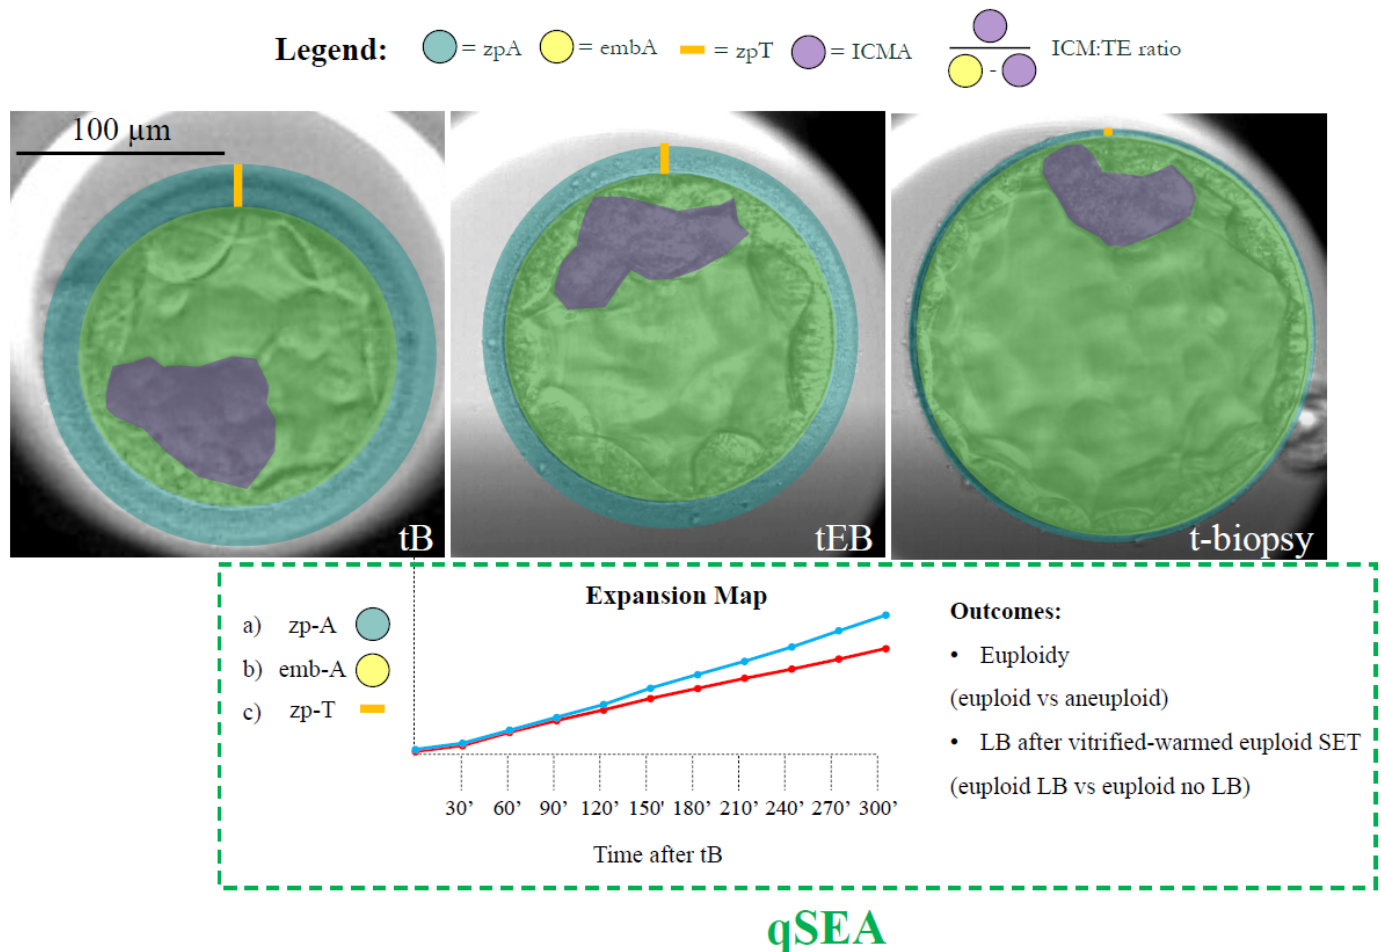 Legend: = zpA = embA = zpT = ICMA - ICM:TE ratio
100 µm
tB
tEB
t-biopsy
a) zp-A
b) emb-A
c) zp-T
Expansion Map
30’ 60’ 90’ 120’ 150’ 180’ 210’ 240’ 270’ 300’
Time after tB
Outcomes:
• Euploidy
(euploid vs aneuploid)
• LB after vitrified-warmed euploid SET
(euploid LB vs euploid no LB)
qSEA